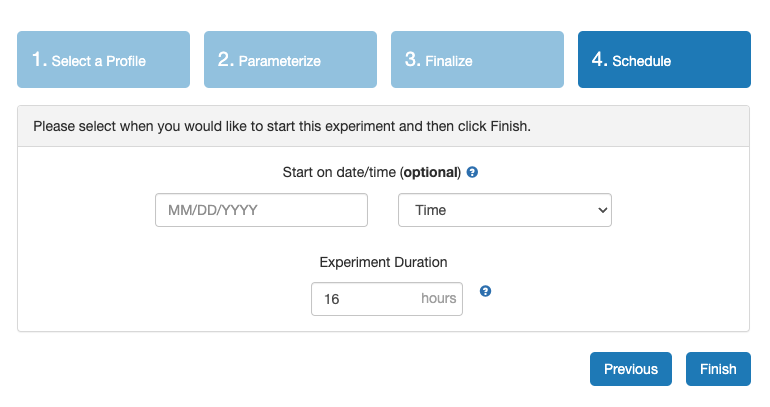 1. Select a Profile
2. Parameterize
3. Finalize
4. Schedule
Please select when you would like to start this experiment and then click Finish.
Start on date/time (optional) ?
MM/DD/YYYY
Time
Experiment Duration
16 hours ?
Previous
Finish